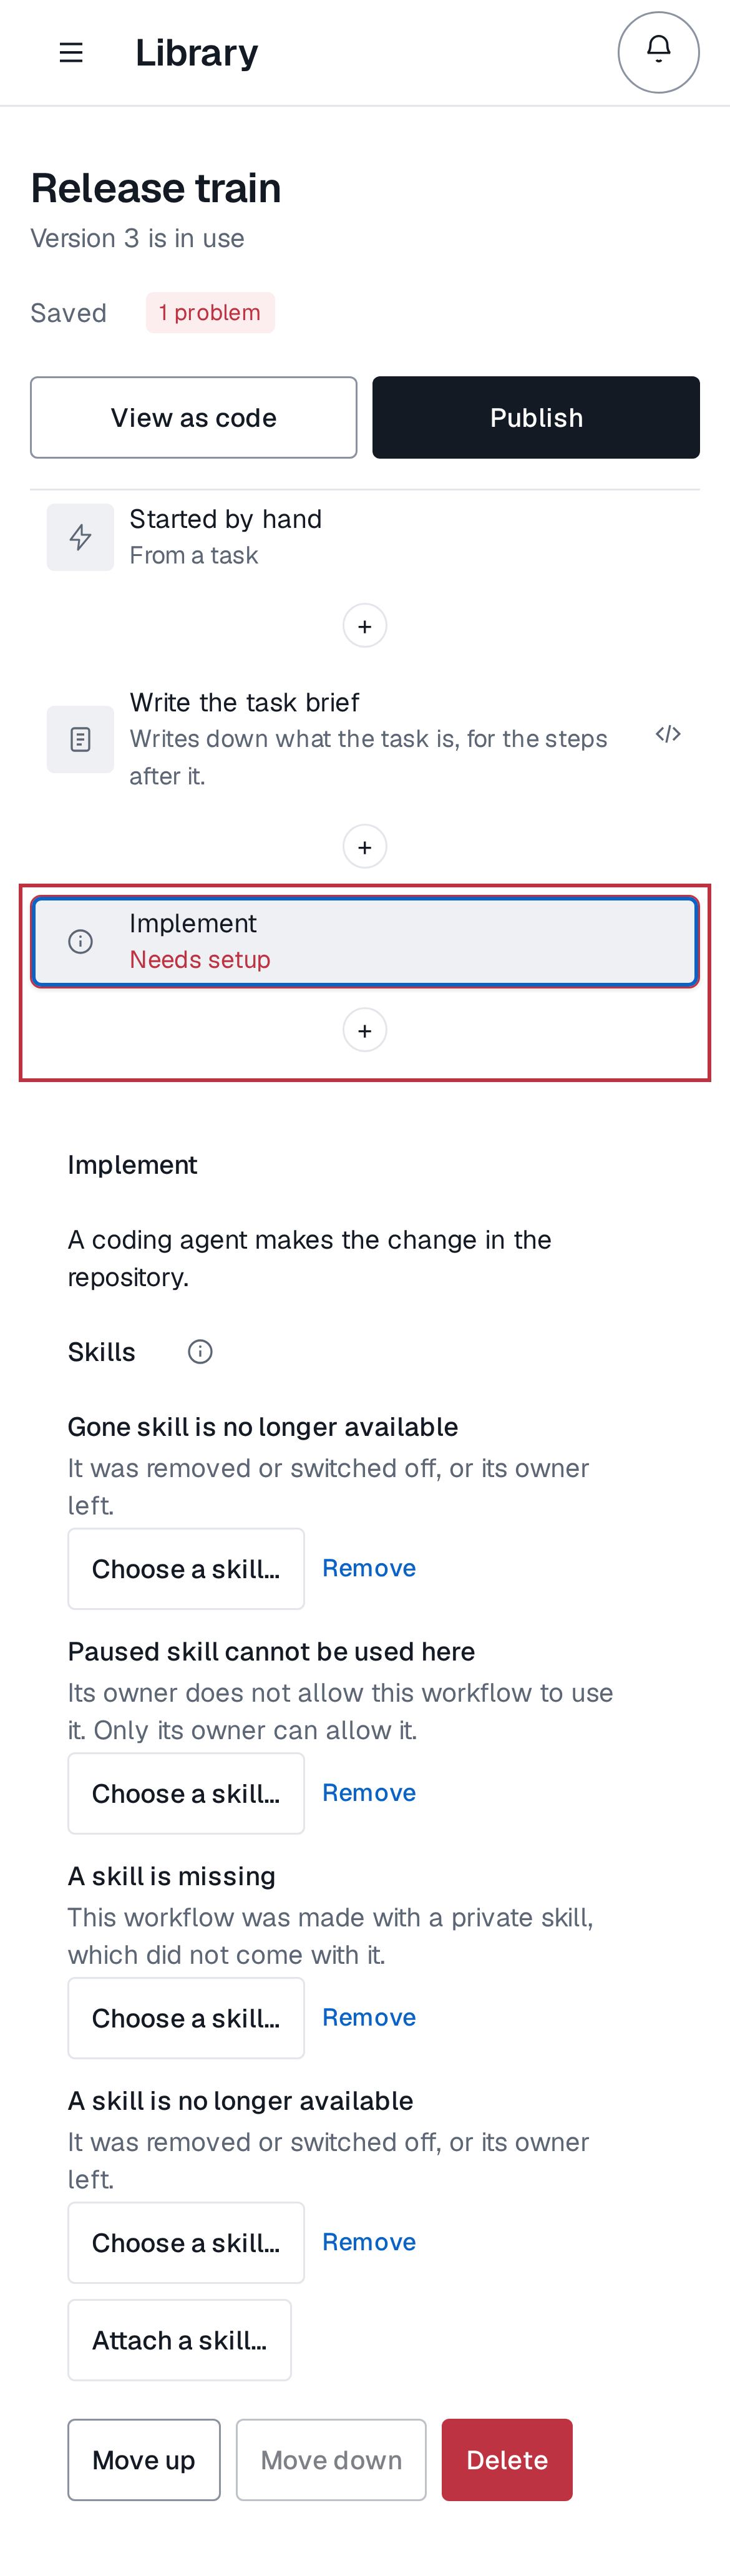 Library
Release train
Version 3 is in use
Saved
1 problem
View as code
Publish
Started by hand
From a task
+
Write the task brief
Writes down what the task is, for the steps
after it.
+
Implement
Needs setup
+
Implement
A coding agent makes the change in the
repository.
Skills
Gone skill is no longer available
It was removed or switched off, or its owner
left.
Choose a skill...
Remove
Paused skill cannot be used here
Its owner does not allow this workflow to use
it. Only its owner can allow it.
Choose a skill...
Remove
A skill is missing
This workflow was made with a private skill,
which did not come with it.
Choose a skill...
Remove
A skill is no longer available
It was removed or switched off, or its owner
left.
Choose a skill...
Remove
Attach a skill...
Move up
Move down
Delete